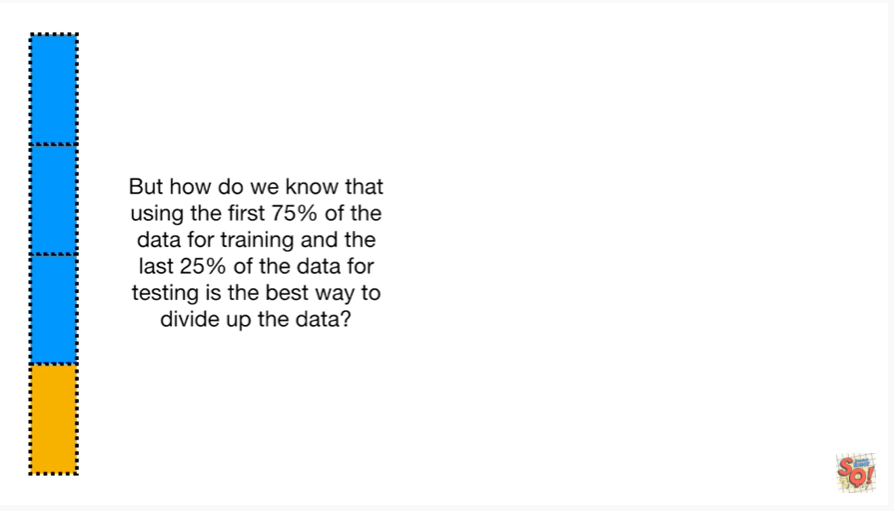 But how do we know that
using the first 75% of the
data for training and the
last 25% of the data for
testing is the best way to
divide up the data?
SQ!